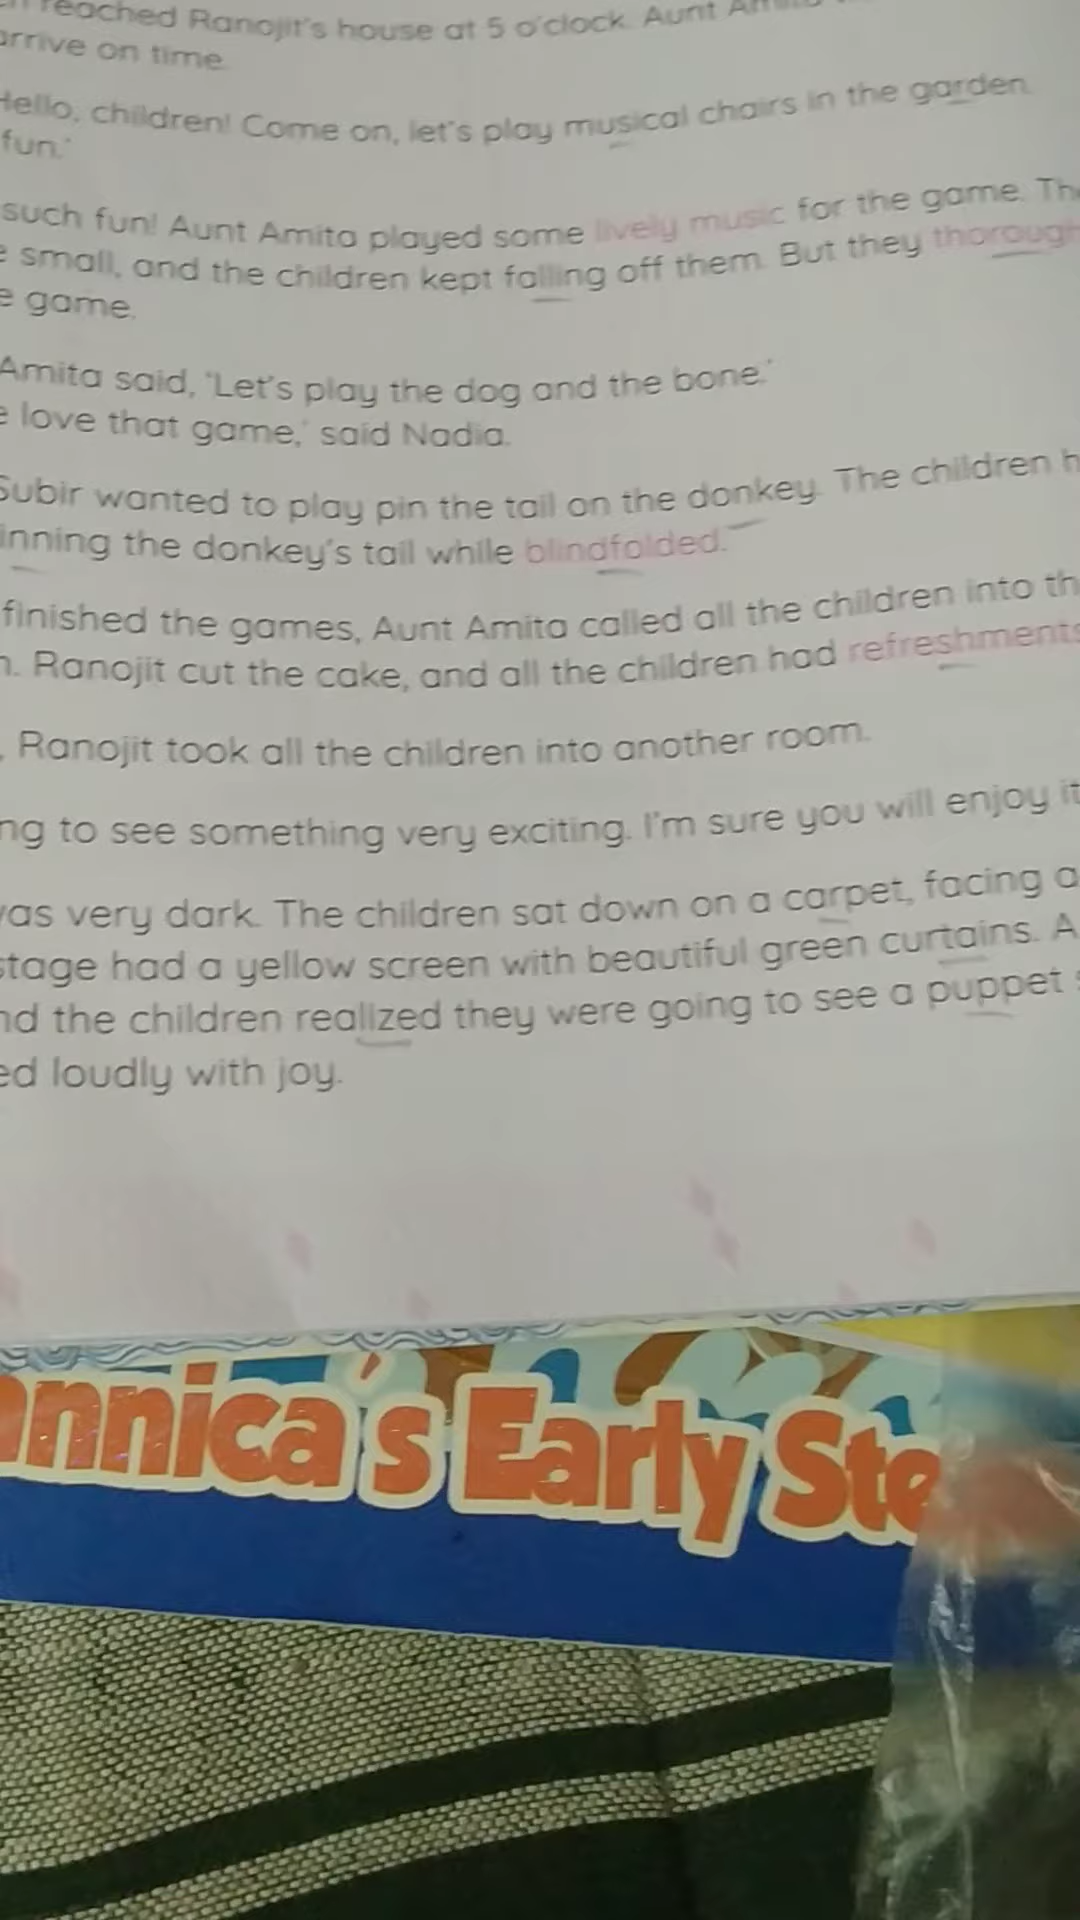 reached Ranojit's house at 5 o'clock. Aunt
arrive on time.
Hello, children! Come on, let's play musical chairs in the garden.
fun.'
such fun! Aunt Amita played some lively music for the game. Th
e small, and the children kept falling off them. But they thorough
e game.
Amita said, 'Let's play the dog and the bone.'
e love that game,' said Nadia.
Subir wanted to play pin the tail on the donkey. The children h
inning the donkey's tail while blindfolded.
finished the games, Aunt Amita called all the children into th
n. Ranojit cut the cake, and all the children had refreshments
, Ranojit took all the children into another room.
ng to see something very exciting. I'm sure you will enjoy it
was very dark. The children sat down on a carpet, facing a
stage had a yellow screen with beautiful green curtains. A
nd the children realized they were going to see a puppet s
ed loudly with joy.
annica's Early Ste